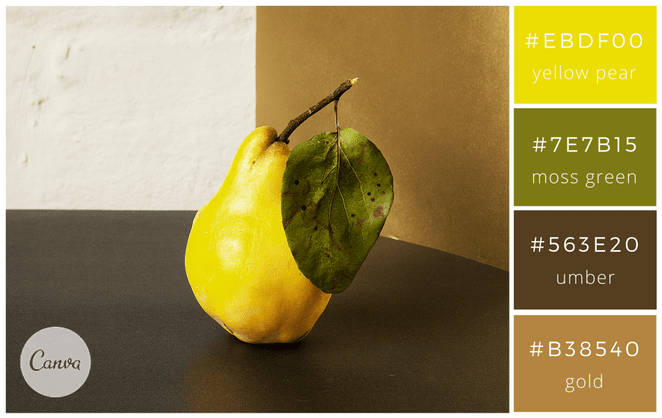 #EBDF00
yellow pear
#7E7B15
moss green
#563E20
umber
#B38540
gold
Canva